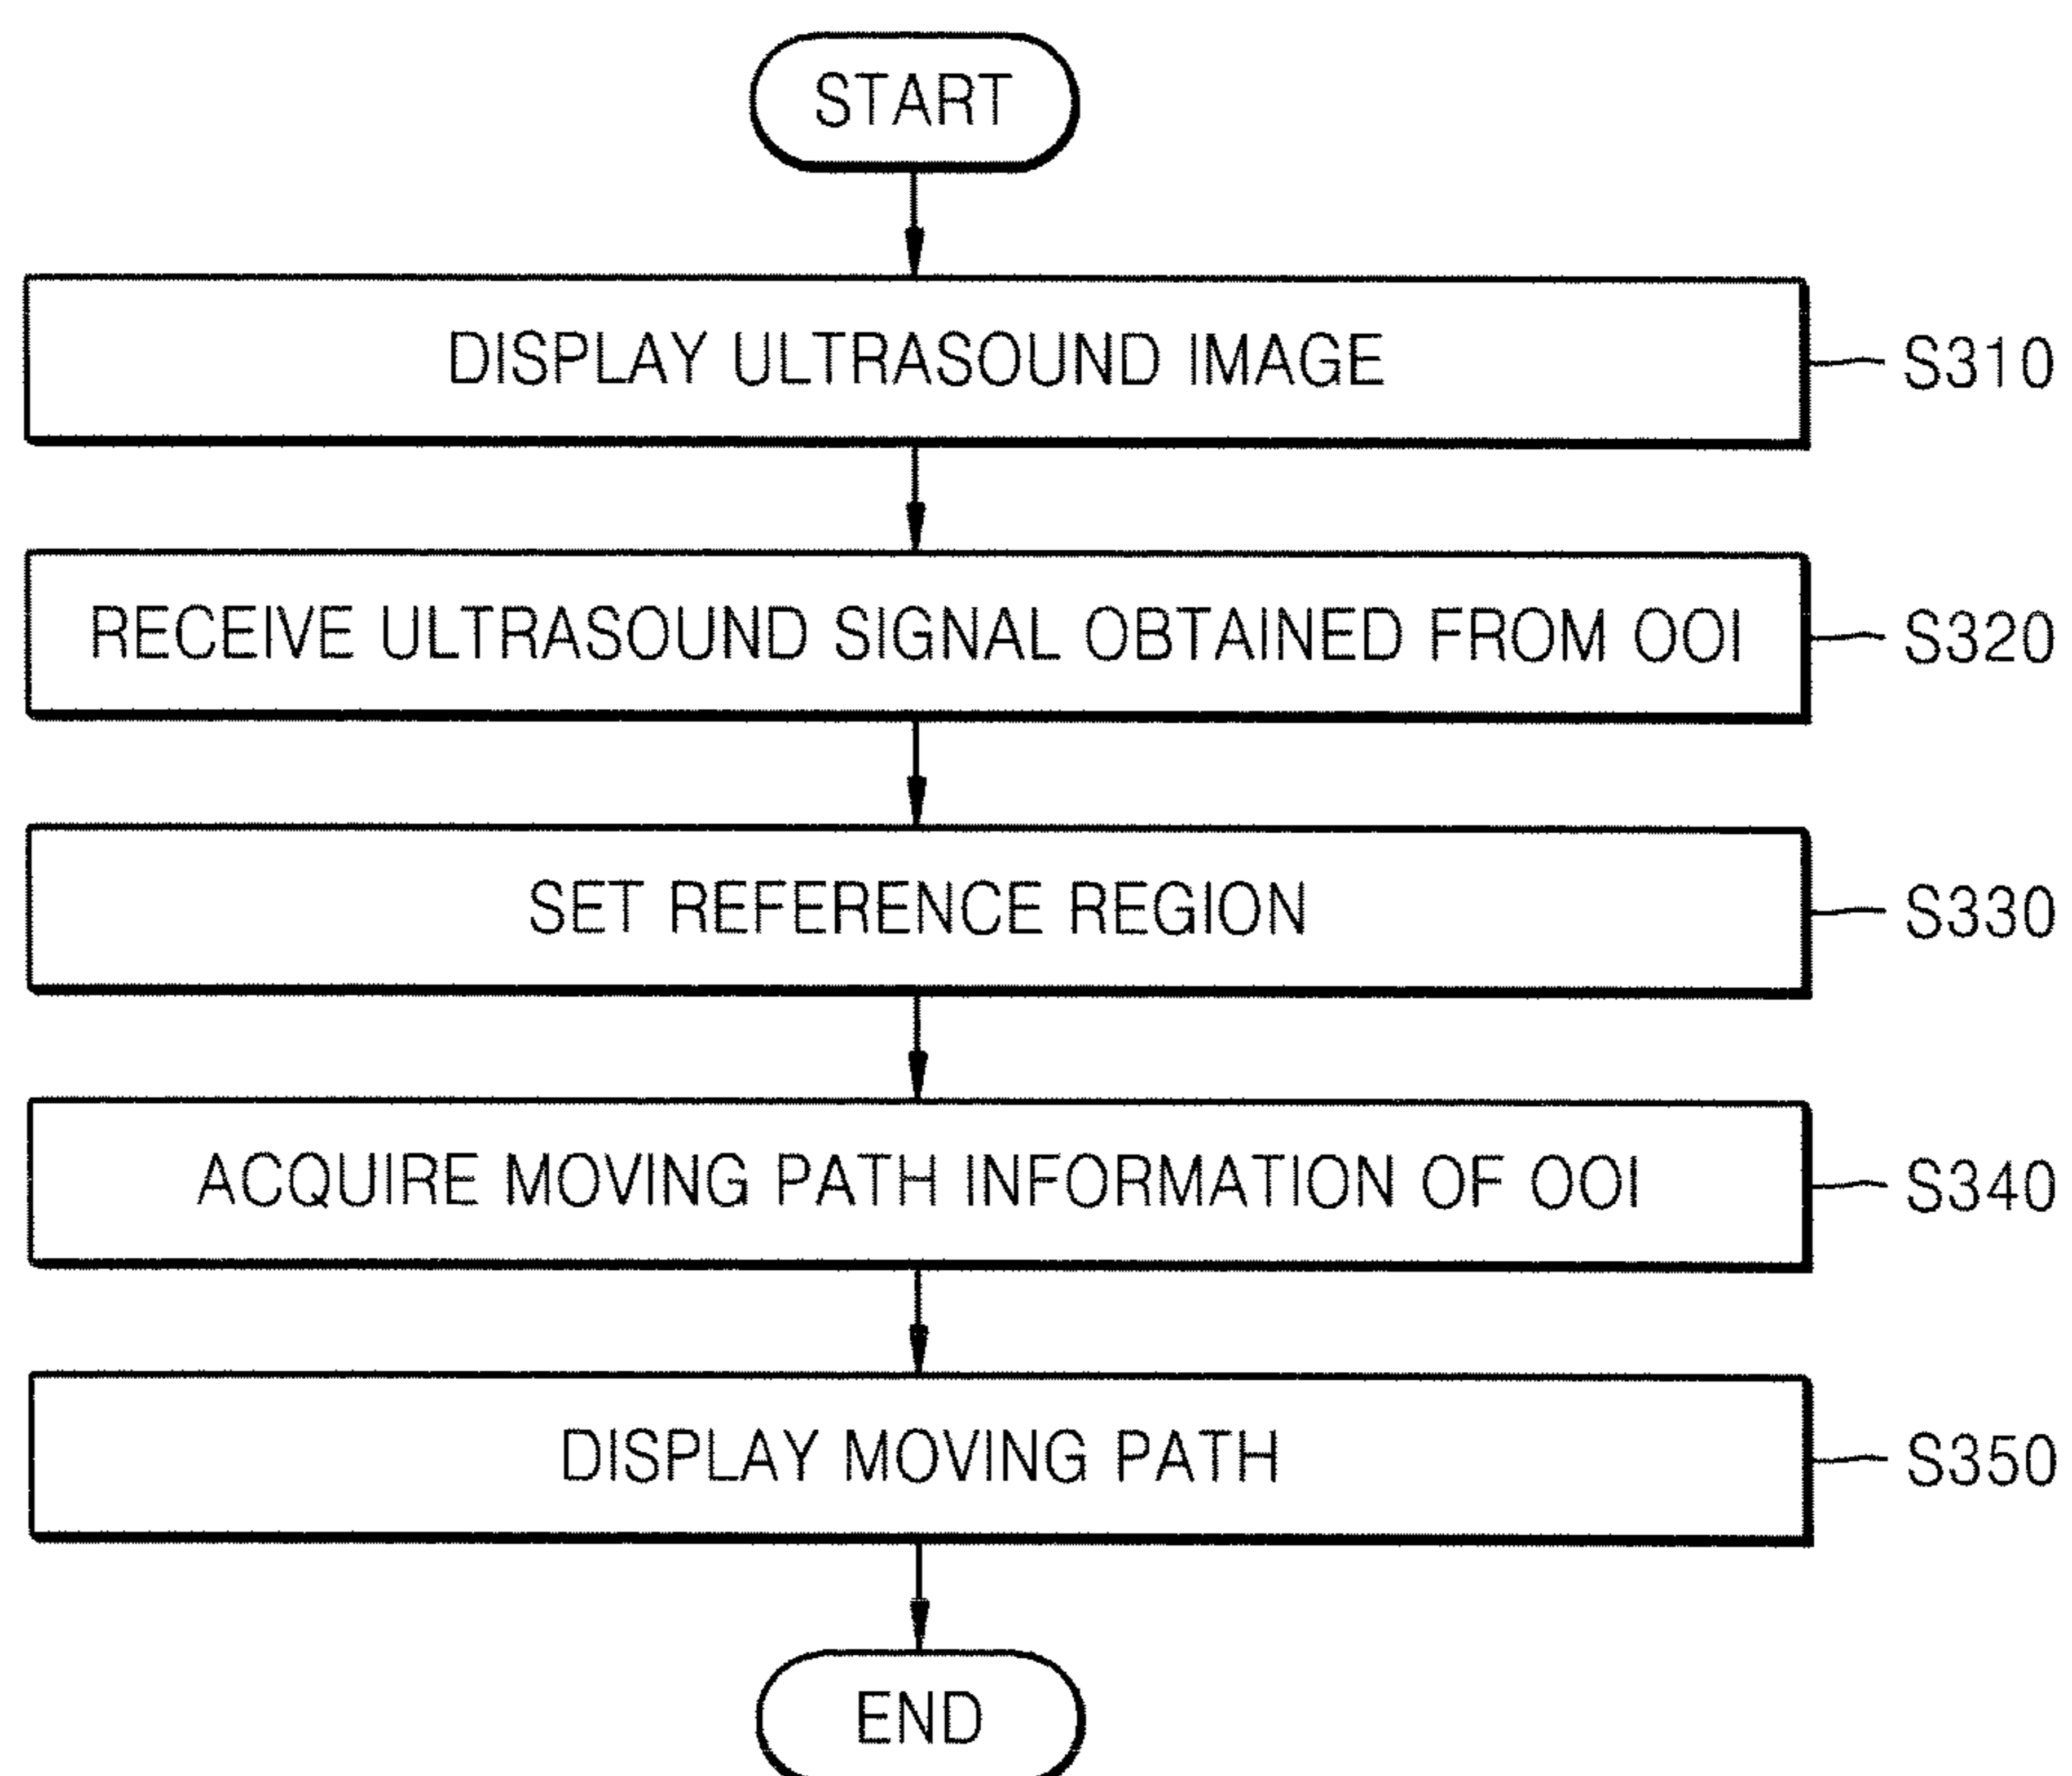 START
DISPLAY ULTRASOUND IMAGE
S310
RECEIVE ULTRASOUND SIGNAL OBTAINED FROM OOI
S320
SET REFERENCE REGION
S330
ACQUIRE MOVING PATH INFORMATION OF OOI
S340
DISPLAY MOVING PATH
S350
END